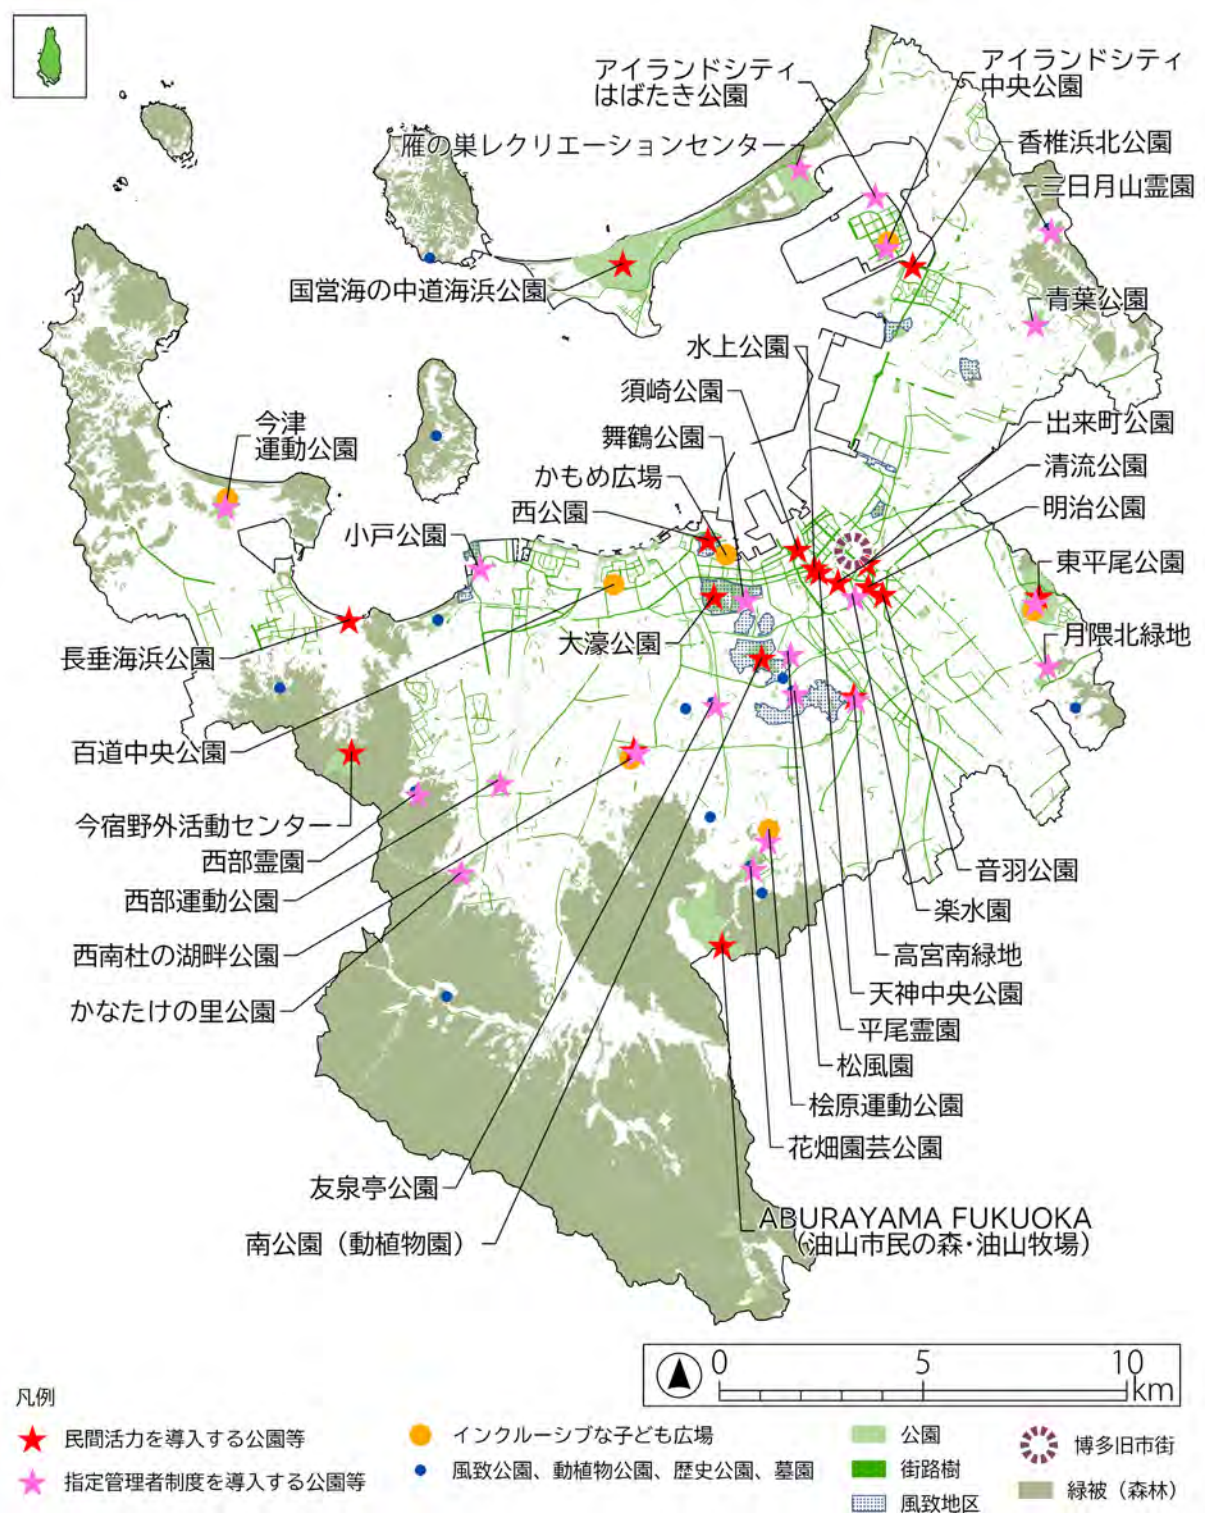 アイランドシティ
はばたき公園
アイランドシティ
中央公園
雁の巣レクリエーションセンター
香椎浜北公園
三日月山霊園
国営海の中道海浜公園
青葉公園
水上公園
須崎公園
舞鶴公園
かもめ広場
西公園
今津
運動公園
小戸公園
出来町公園
清流公園
明治公園
東平尾公園
月隈北緑地
大濠公園
長垂海浜公園
百道中央公園
今宿野外活動センター
西部霊園
西部運動公園
西南杜の湖畔公園
かなたけの里公園
音羽公園
楽水園
高宮南緑地
天神中央公園
平尾霊園
松風園
桧原運動公園
花畑園芸公園
友泉亭公園
南公園（動植物園）
ABURAYAMA FUKUOKA
（油山市民の森・油山牧場）
0 5 10
km
凡例
民間活力を導入する公園等
指定管理者制度を導入する公園等
インクルーシブな子ども広場
風致公園、動植物公園、歴史公園、墓園
公園
街路樹
風致地区
博多旧市街
緑被（森林）